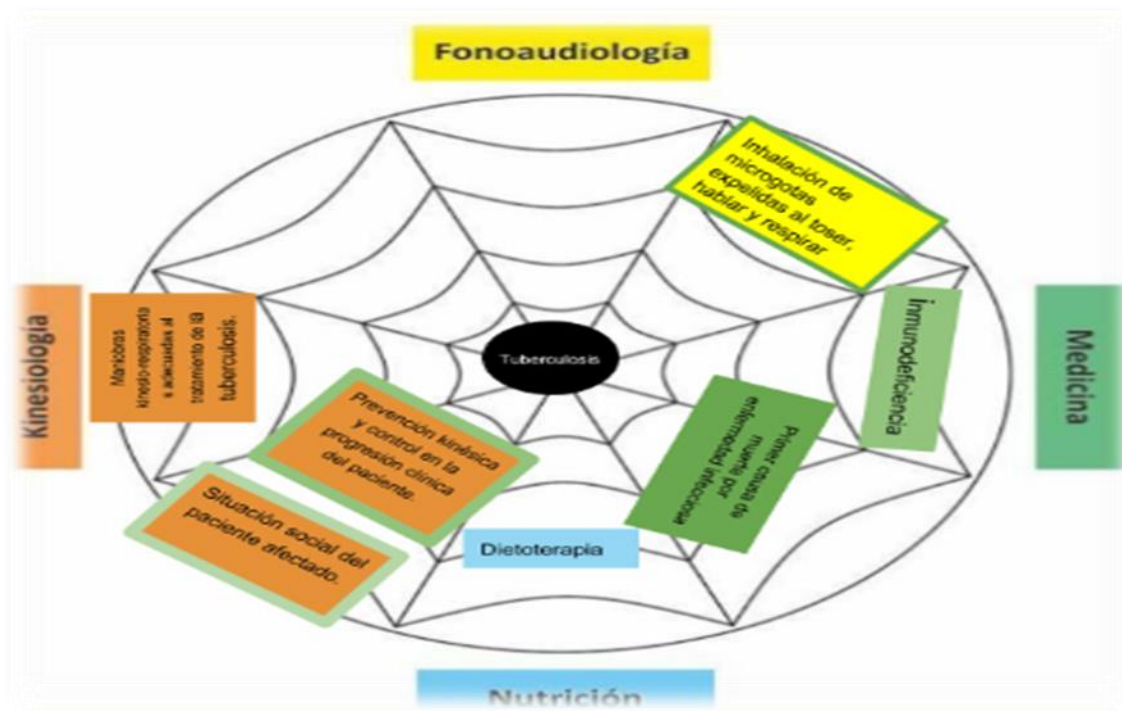 Fonoaudiología
Inhalación de
microgotas
expelidas al toser,
hablar y respirar
Kinesiología
Maniobras
kinesio-respiratoria
s adecuadas al
tratamiento de la
tuberculosis.
Tuberculosis
inmunodeficiencia
Medicina
Prevención kinésica
y control en la
progresión clínica
del paciente.
Primer causa de
muerte por
enfermedad infecciosa
Situación social del
paciente afectado.
Dietoterapia
Nutrición